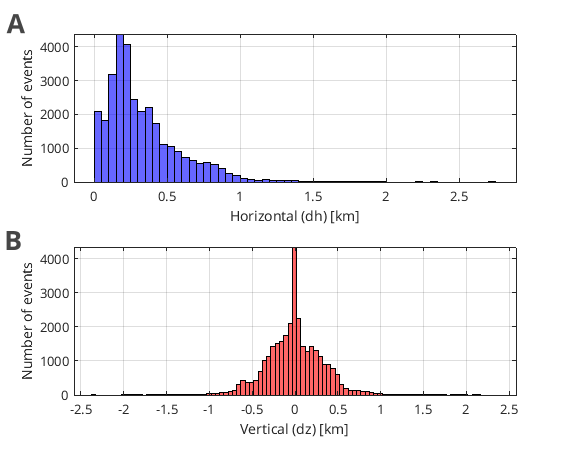 A
Number of events
4000
3000
2000
1000
0
0 0.5 1 1.5 2 2.5
Horizontal (dh) [km]
B
Number of events
4000
3000
2000
1000
0
-2.5 -2 -1.5 -1 -0.5 0 0.5 1 1.5 2 2.5
Vertical (dz) [km]